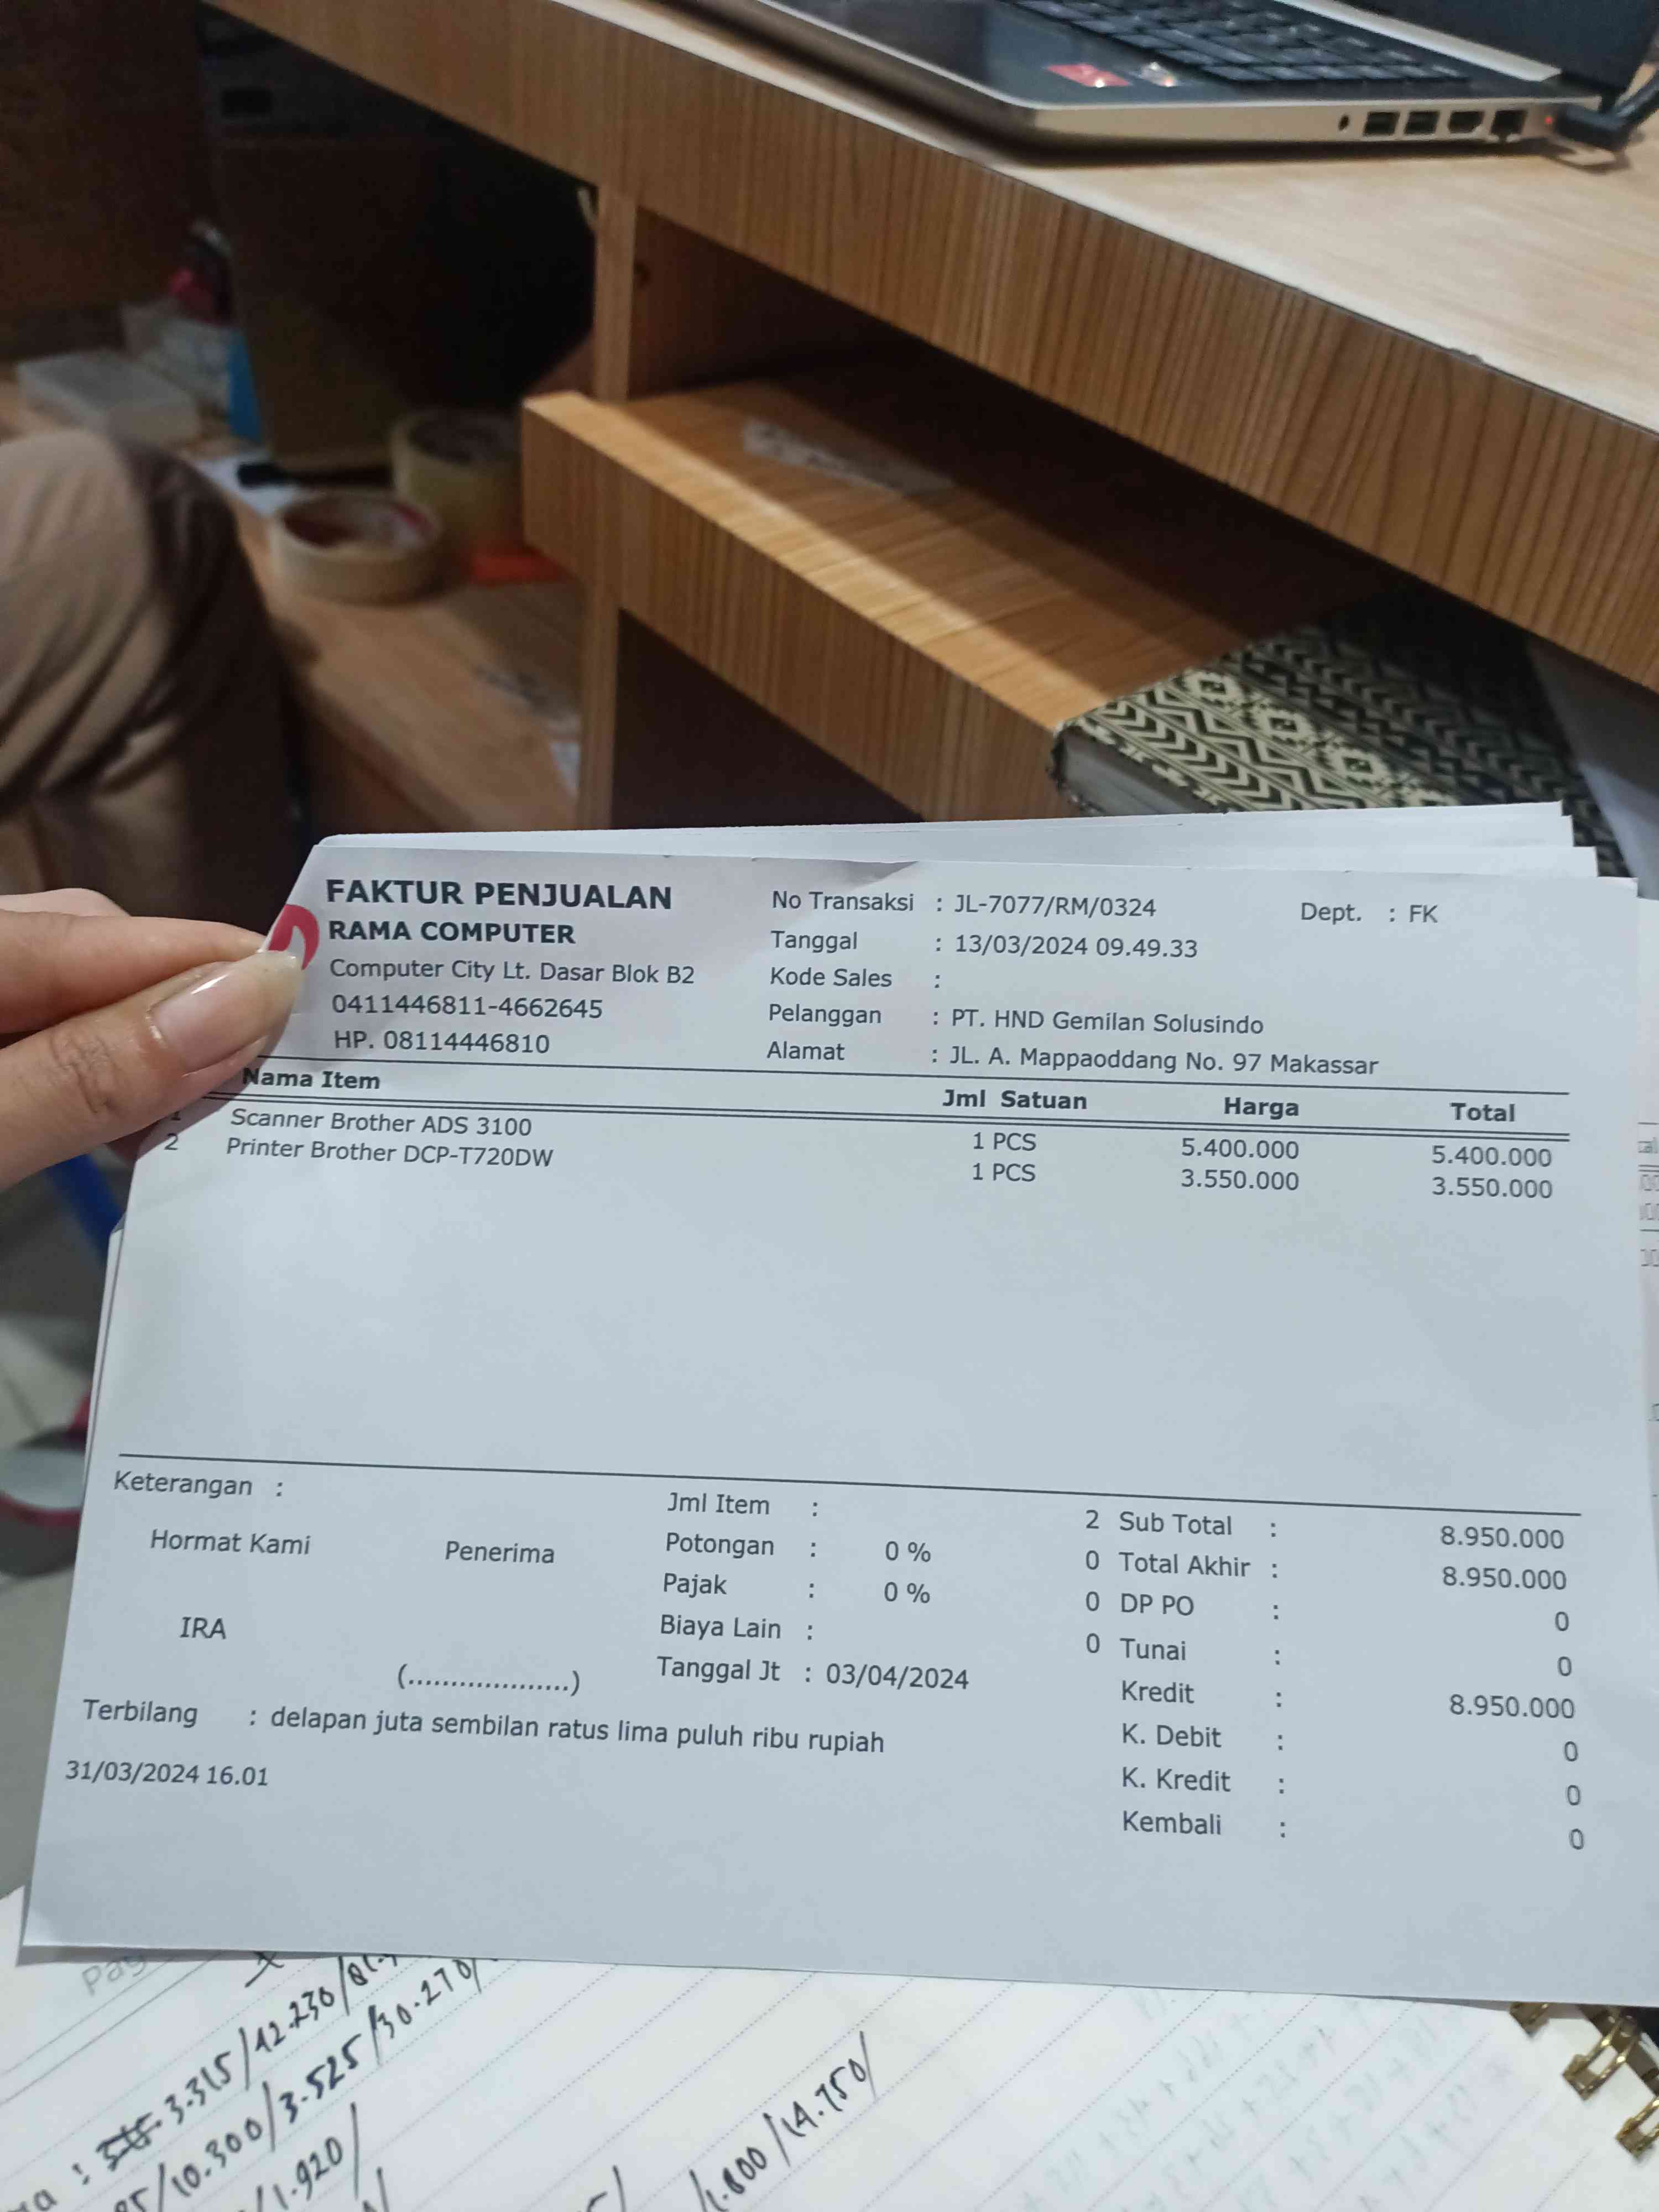 FAKTUR PENJUALAN
RAMA COMPUTER
Computer City Lt. Dasar Blok B2
0411446811-4662645
HP. 08114446810
No Transaksi : JL-7077/RM/0324 Dept. : FK
Tanggal : 13/03/2024 09.49.33
Kode Sales :
Pelanggan : PT. HND Gemilan Solusindo
Alamat : JL. A. Mappaoddang No. 97 Makassar
Nama Item Jml Satuan Harga Total
1 Scanner Brother ADS 3100 1 PCS 5.400.000 5.400.000
2 Printer Brother DCP-T720DW 1 PCS 3.550.000 3.550.000
Keterangan :
Hormat Kami Penerima
IRA
(...................)
Jml Item : 2
Potongan : 0 % 0
Pajak : 0 % 0
Biaya Lain : 0
Tanggal Jt : 03/04/2024
Sub Total : 8.950.000
Total Akhir : 8.950.000
DP PO : 0
Tunai : 0
Kredit : 8.950.000
K. Debit : 0
K. Kredit : 0
Kembali : 0
Terbilang : delapan juta sembilan ratus lima puluh ribu rupiah
31/03/2024 16.01
3.315/12.230/
/10.300/3.525/30.270/
/1.920/
/14.750/